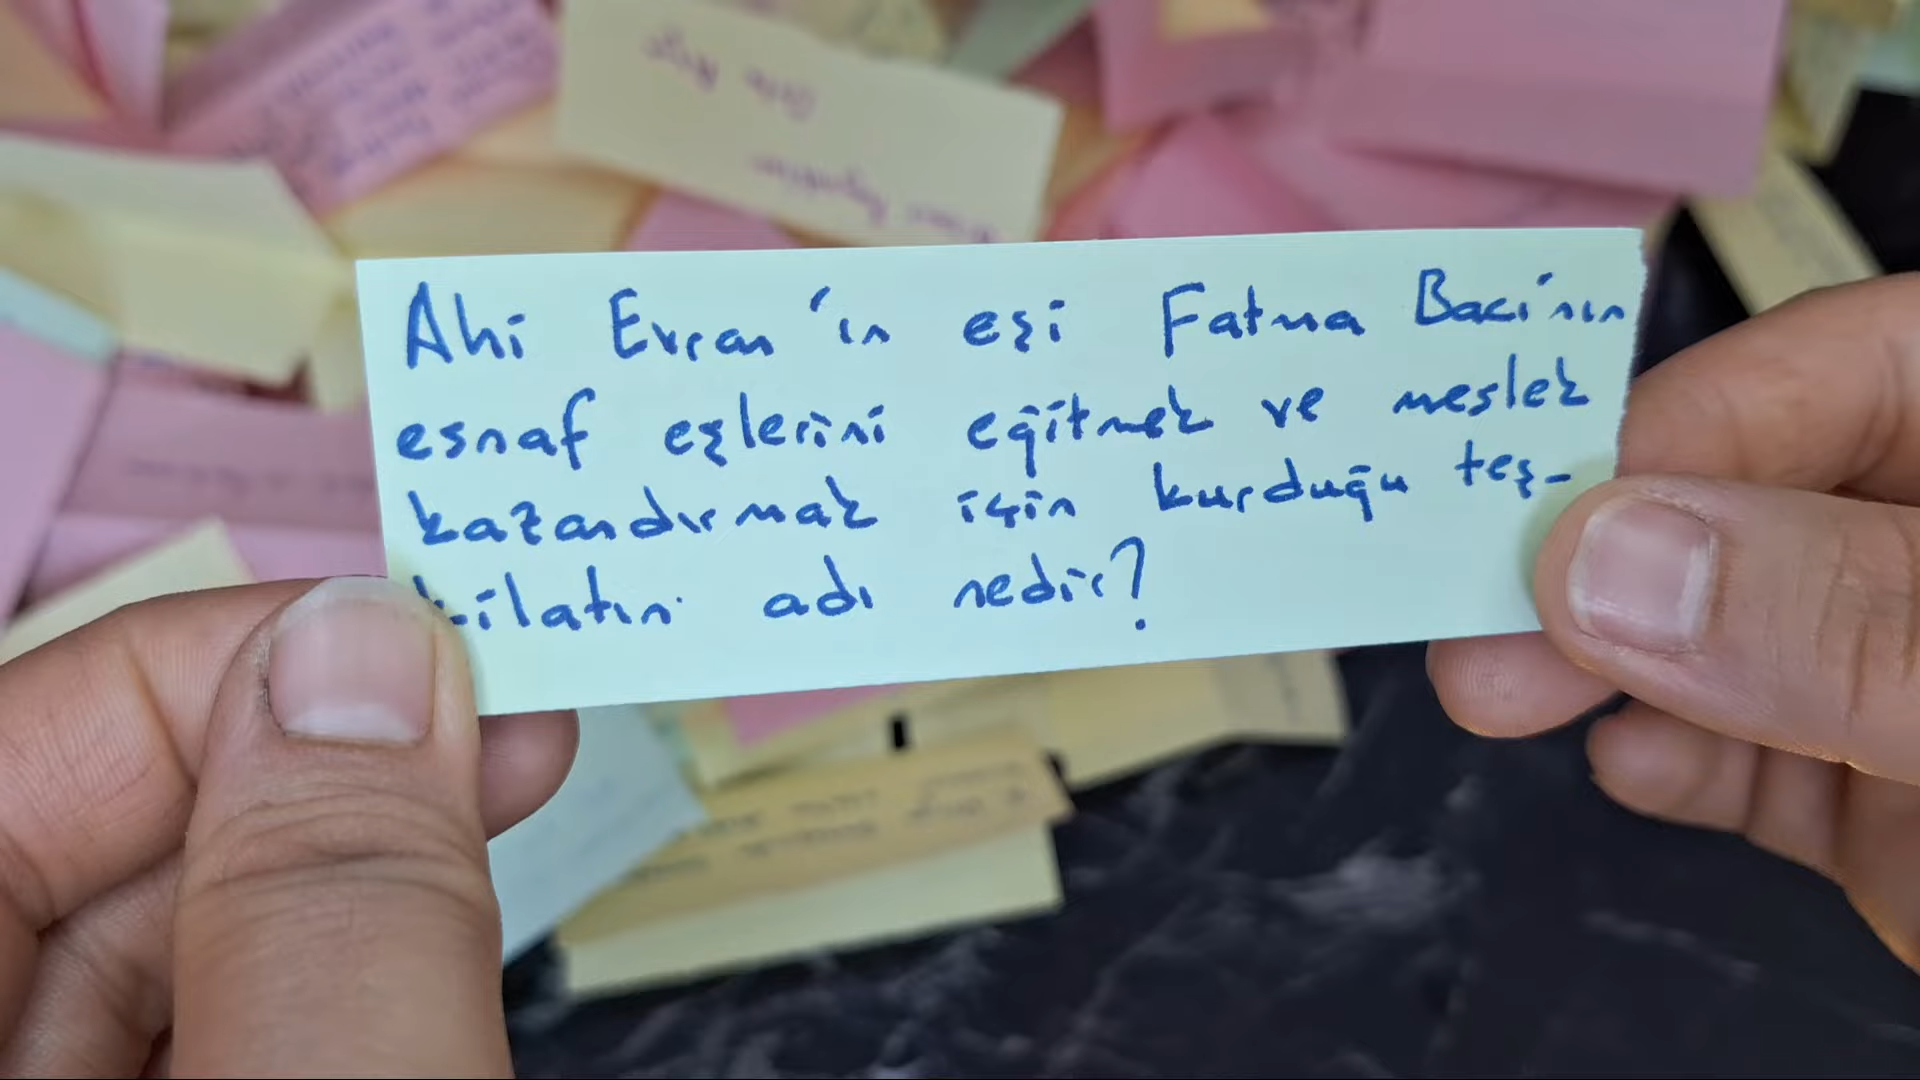 Ahi Evran'ın eşi Fatma Bacı'nın
esnaf eşlerini eğitmek ve meslek
kazandırmak için kurduğu teş-
kilatın adı nedir?